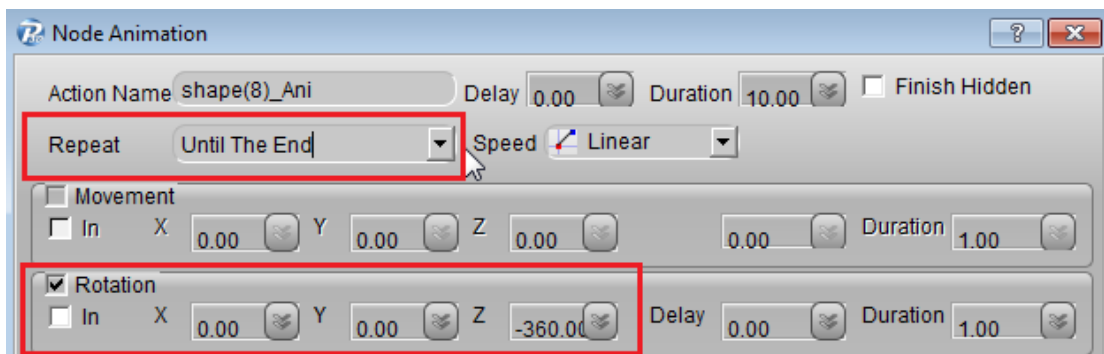 Node Animation
Action Name shape(8)_Ani Delay 0.00 Duration 10.00 Finish Hidden
Repeat Until The End Speed Linear
Movement
In X 0.00 Y 0.00 Z 0.00 0.00 Duration 1.00
Rotation
In X 0.00 Y 0.00 Z -360.00 Delay 0.00 Duration 1.00